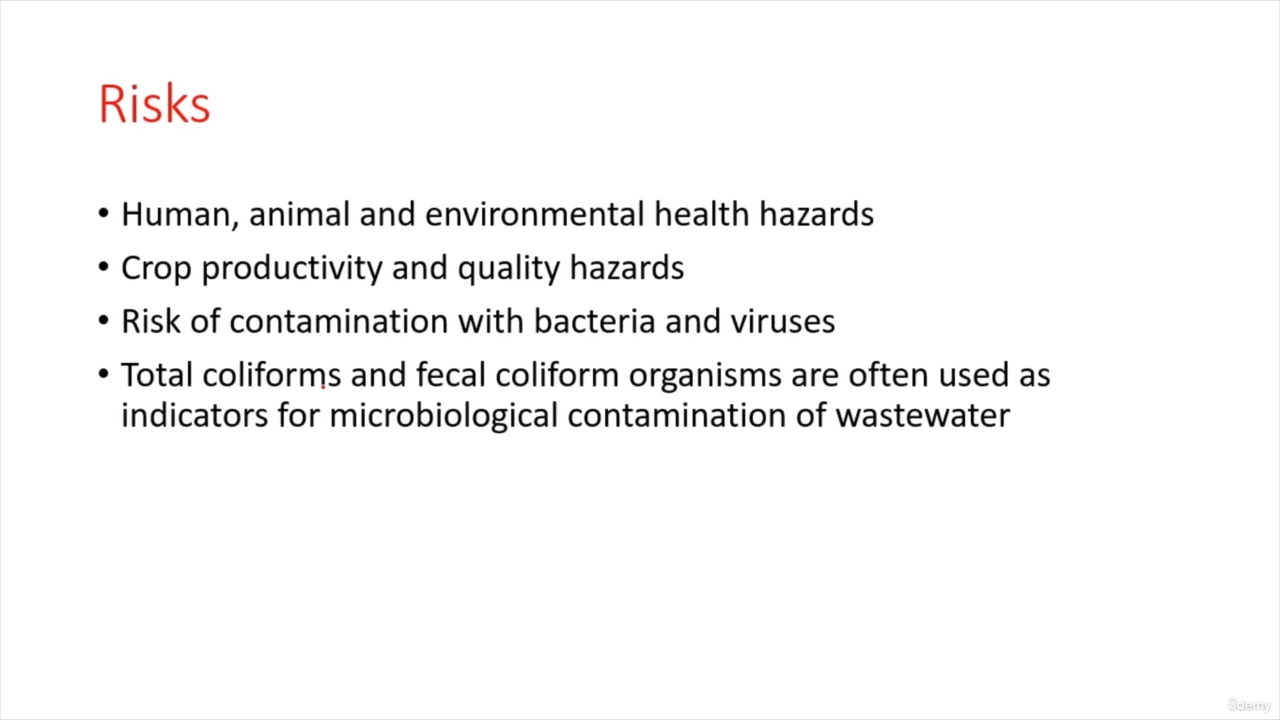 Risks
• Human, animal and environmental health hazards
• Crop productivity and quality hazards
• Risk of contamination with bacteria and viruses
• Total coliforms and fecal coliform organisms are often used as
indicators for microbiological contamination of wastewater
ûdemy